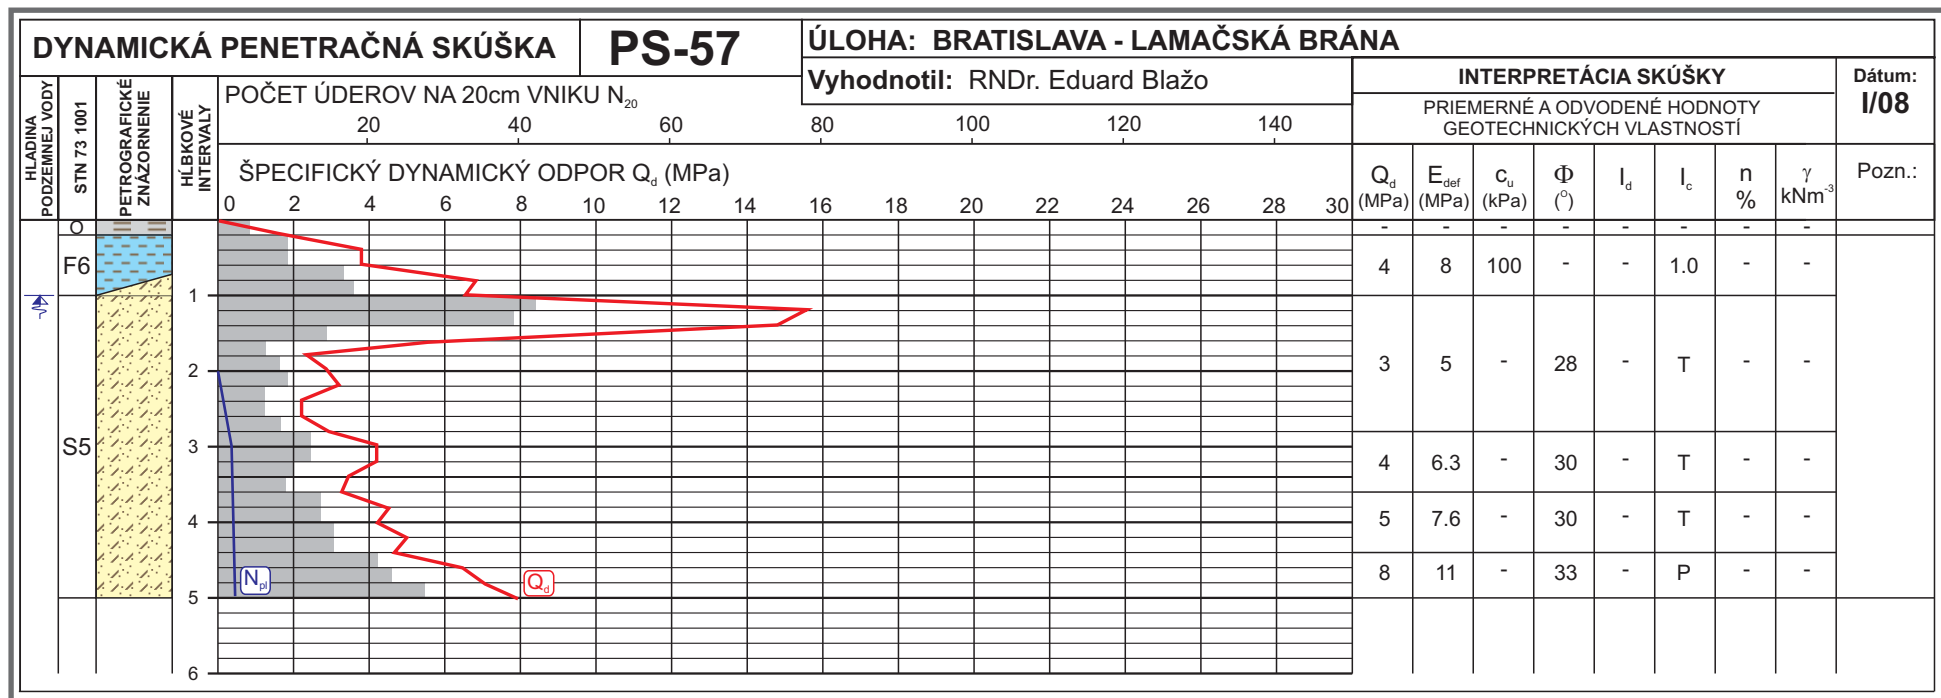 DYNAMICKÁ PENETRAČNÁ SKÚŠKA
PS-57
ÚLOHA: BRATISLAVA - LAMAČSKÁ BRÁNA
Vyhodnotil: RNDr. Eduard Blažo
INTERPRETÁCIA SKÚŠKY
PRIEMERNÉ A ODVODENÉ HODNOTY
GEOTECHNICKÝCH VLASTNOSTÍ
Dátum:
I/08
HLADINA
PODZEMNEJ VODY
STN 73 1001
PETROGRAFICKÉ
ZNÁZORNENIE
HĹBKOVÉ
INTERVALY
POČET ÚDEROV NA 20cm VNIKU N20
20 40 60 80 100 120 140
ŠPECIFICKÝ DYNAMICKÝ ODPOR Qd (MPa)
0 2 4 6 8 10 12 14 16 18 20 22 24 26 28 30
Qd (MPa) Edef (MPa) cu (kPa) Φ (°) Id Ic n % γ kNm-3
Pozn.:
O - - - - - - - -
F6 4 8 100 - - 1.0 - -
1
3 5 - 28 - T - -
2
3
S5
4 6.3 - 30 - T - -
4
5 7.6 - 30 - T - -
Npl
Qd
8 11 - 33 - P - -
5
6